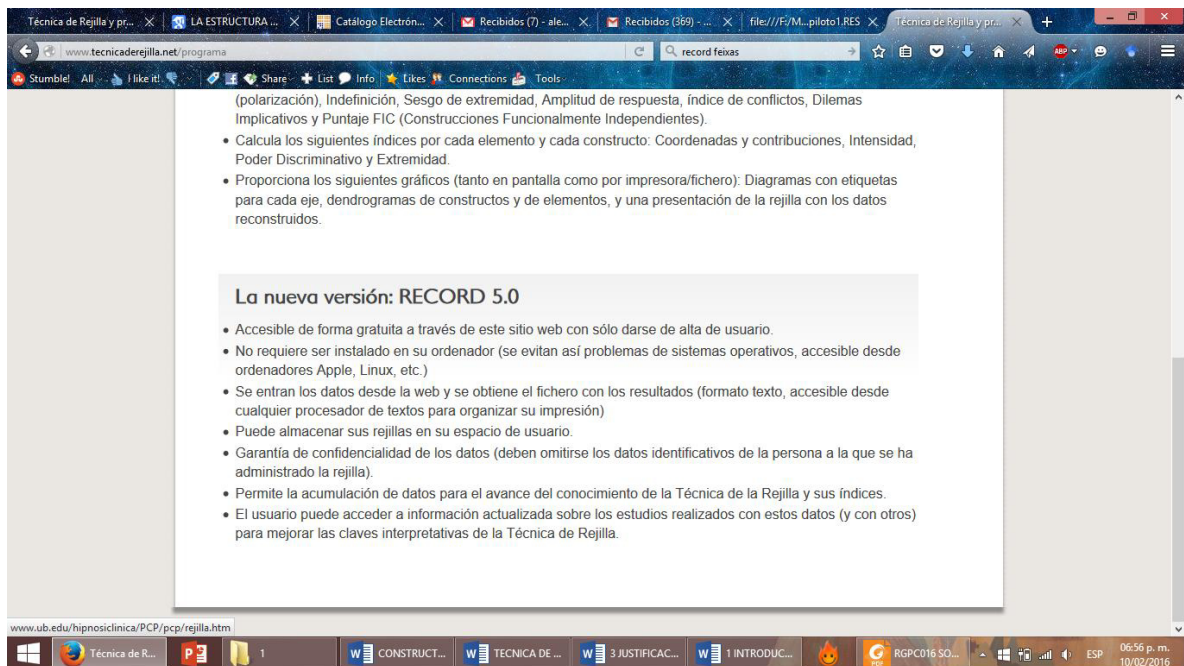 Técnica de Rejilla y pr...
LA ESTRUCTURA ...
Catálogo Electrón...
Recibidos (7) - ale...
Recibidos (369) - ...
file:///F:/M...piloto1.RES
Técnica de Rejilla y pr...
www.tecnicaderejilla.net/programa
record feixas
ABP
Stumble! All I like it! Share List Info Likes Connections Tools
(polarización), Indefinición, Sesgo de extremidad, Amplitud de respuesta, índice de conflictos, Dilemas
Implicativos y Puntaje FIC (Construcciones Funcionalmente Independientes).
• Calcula los siguientes índices por cada elemento y cada constructo: Coordenadas y contribuciones, Intensidad,
Poder Discriminativo y Extremidad.
• Proporciona los siguientes gráficos (tanto en pantalla como por impresora/fichero): Diagramas con etiquetas
para cada eje, dendrogramas de constructos y de elementos, y una presentación de la rejilla con los datos
reconstruidos.
La nueva versión: RECORD 5.0
• Accesible de forma gratuita a través de este sitio web con sólo darse de alta de usuario.
• No requiere ser instalado en su ordenador (se evitan así problemas de sistemas operativos, accesible desde
ordenadores Apple, Linux, etc.)
• Se entran los datos desde la web y se obtiene el fichero con los resultados (formato texto, accesible desde
cualquier procesador de textos para organizar su impresión)
• Puede almacenar sus rejillas en su espacio de usuario.
• Garantía de confidencialidad de los datos (deben omitirse los datos identificativos de la persona a la que se ha
administrado la rejilla).
• Permite la acumulación de datos para el avance del conocimiento de la Técnica de la Rejilla y sus índices.
• El usuario puede acceder a información actualizada sobre los estudios realizados con estos datos (y con otros)
para mejorar las claves interpretativas de la Técnica de Rejilla.
www.ub.edu/hipnosiclinica/PCP/pcp/rejilla.htm
Técnica de R...
1
CONSTRUCT...
TECNICA DE ...
3 JUSTIFICAC...
1 INTRODUC...
RGPC016 SO...
ESP
06:56 p. m.
10/02/2016